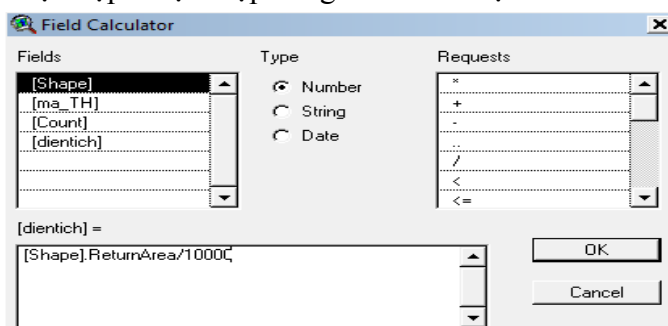 Field Calculator
Fields
Type
Requests
[Shape]
[ma_TH]
[Count]
[dientich]
Number
String
Date
*
+
-
..
/
<
<=
[dientich] =
[Shape].ReturnArea/10000
OK
Cancel